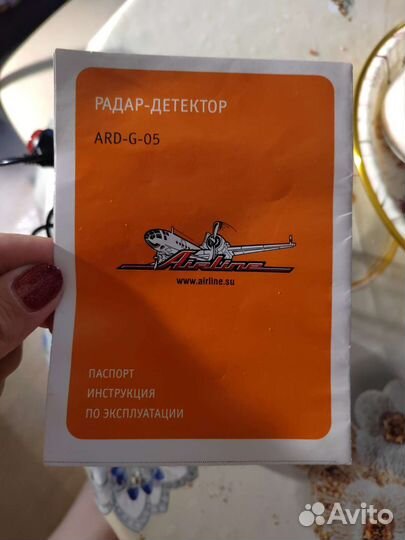 РАДАР-ДЕТЕКТОР
ARD-G-05
Airline
www.airline.su
ПАСПОРТ
ИНСТРУКЦИЯ
ПО ЭКСПЛУАТАЦИИ
Avito